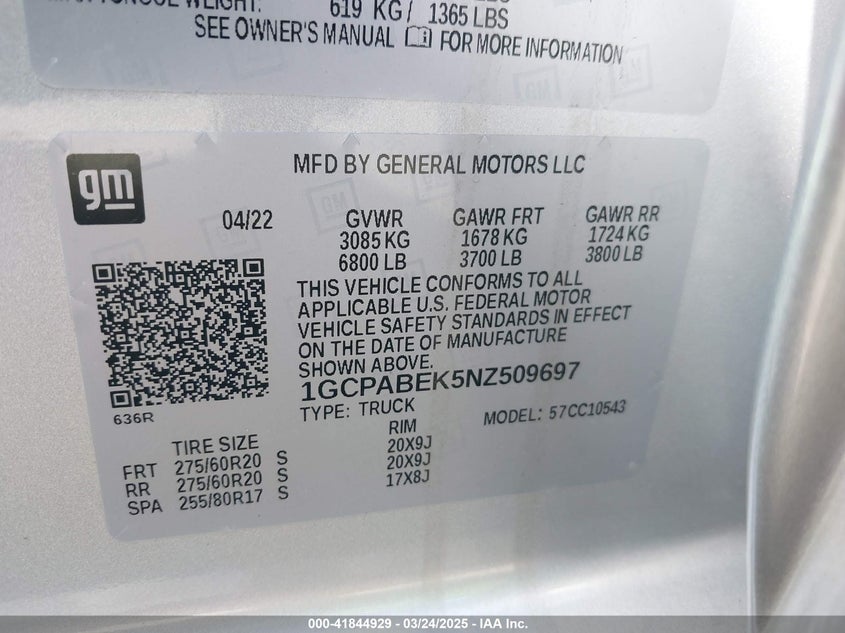 WEIGHT:
619 KG / 1365 LBS
SEE OWNER'S MANUAL FOR MORE INFORMATION
gm
MFD BY GENERAL MOTORS LLC
04/22 GVWR GAWR FRT GAWR RR
3085 KG 1678 KG 1724 KG
6800 LB 3700 LB 3800 LB
THIS VEHICLE CONFORMS TO ALL
APPLICABLE U.S. FEDERAL MOTOR
VEHICLE SAFETY STANDARDS IN EFFECT
ON THE DATE OF MANUFACTURE
SHOWN ABOVE.
1GCPABEK5NZ509697
636R
TYPE: TRUCK MODEL: 57CC10543
TIRE SIZE RIM
FRT 275/60R20 S 20X9J
RR 275/60R20 S 20X9J
SPA 255/80R17 S 17X8J
000-41844929 - 03/24/2025 - IAA Inc.